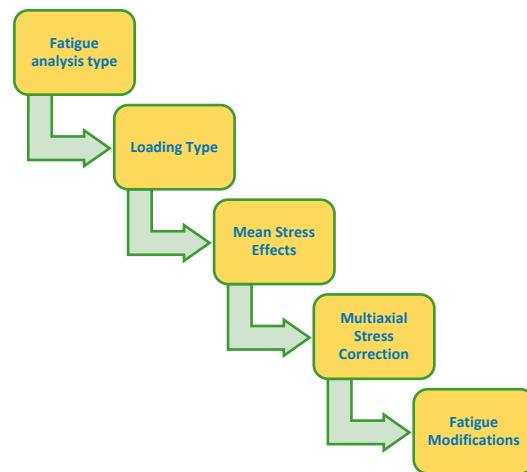 Fatigue
analysis type
Loading Type
Mean Stress
Effects
Multiaxial
Stress
Correction
Fatigue
Modifications